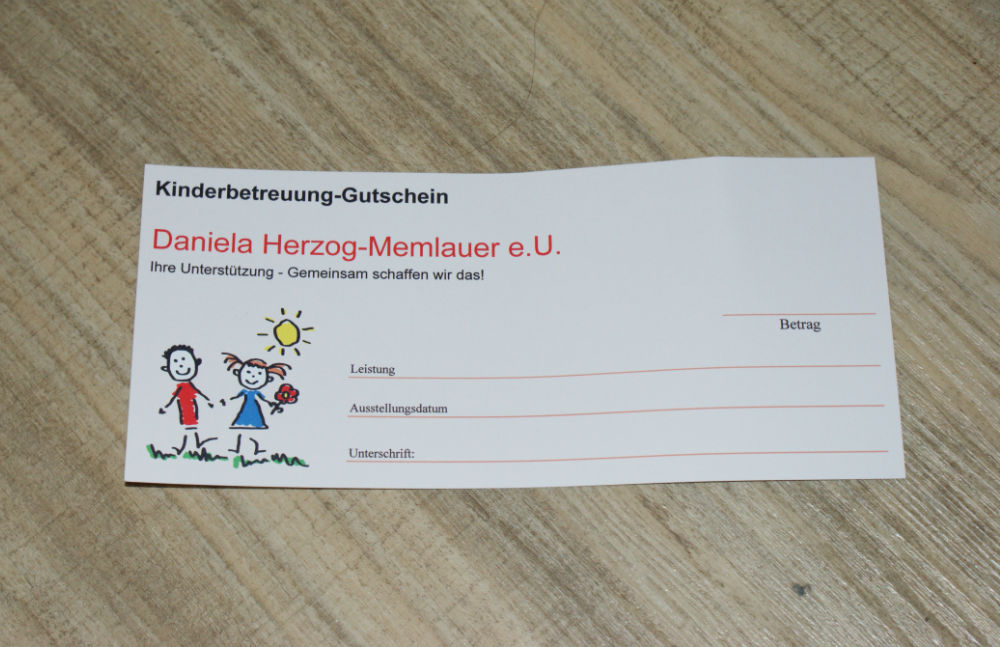 Kinderbetreuung-Gutschein
Daniela Herzog-Memlauer e.U.
Ihre Unterstützung - Gemeinsam schaffen wir das!
Betrag
Leistung
Ausstellungsdatum
Unterschrift: